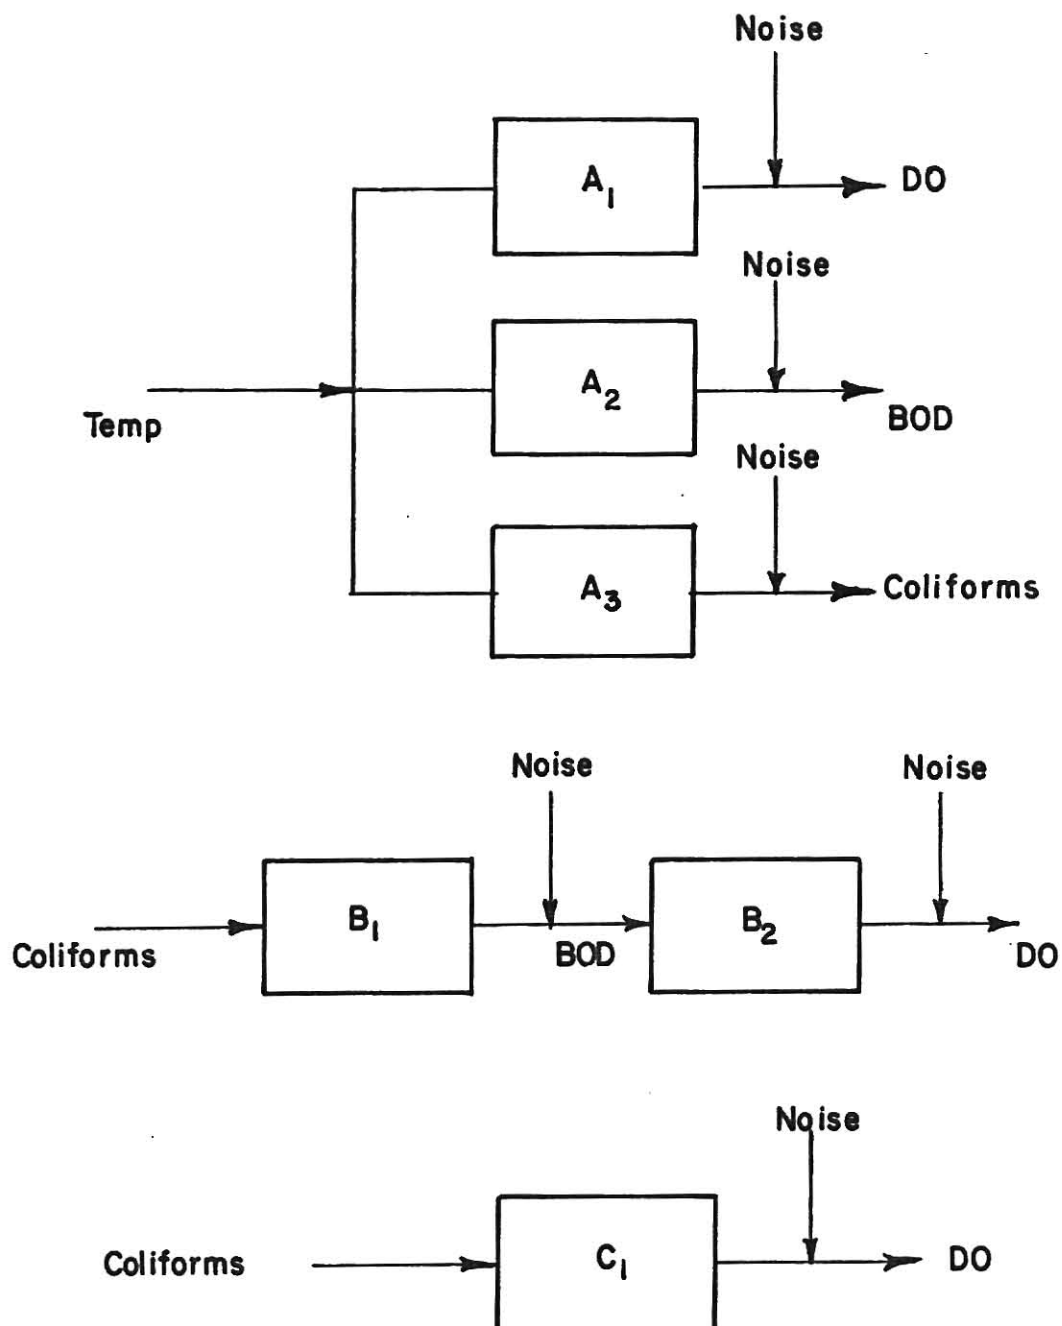 Noise
A1
DO
Noise
A2
Temp
BOD
Noise
A3
Coliforms
Noise
Noise
B1
B2
Coliforms
BOD
DO
Noise
Coliforms
C1
DO